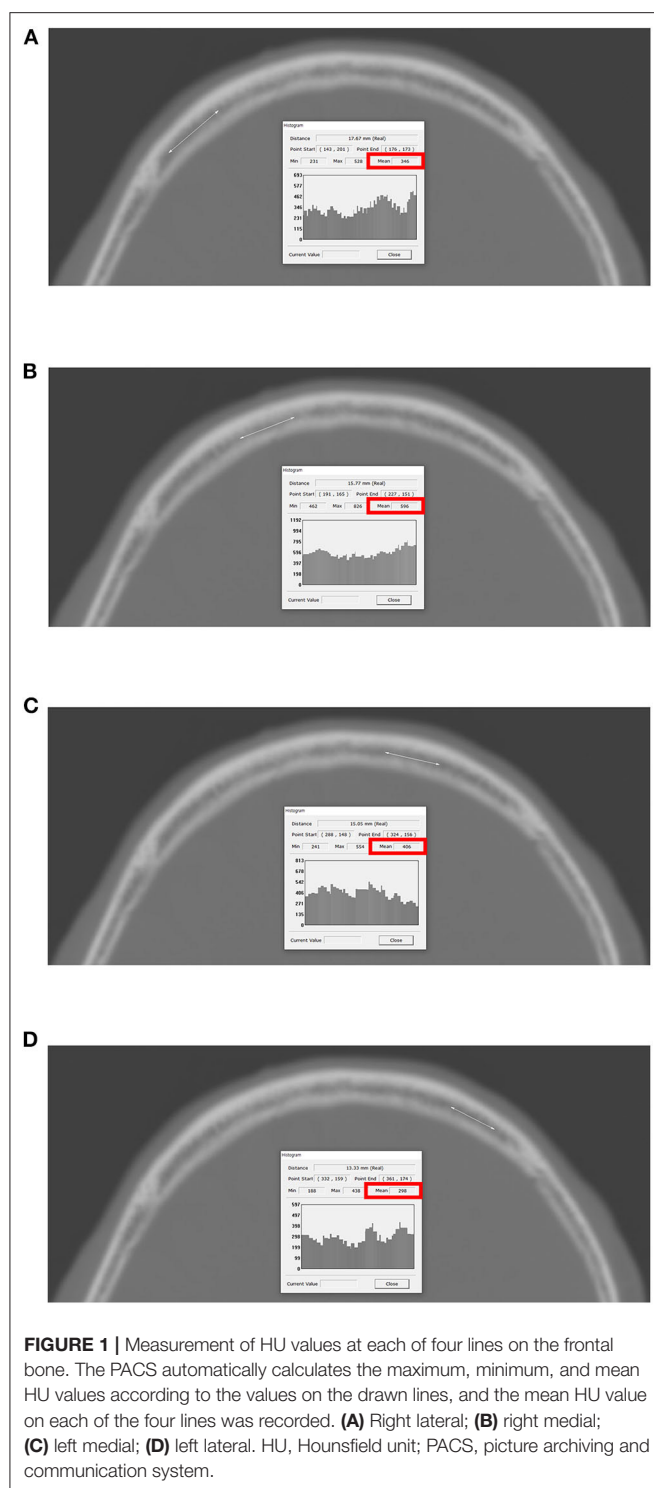 A
Histogram
Distance 17.67 mm (Real)
Point Start ( 143 , 201 ) Point End ( 176 , 173 )
Min 231 Max 528 Mean 346
693
577
462
346
231
115
0
Current Value Close
B
Histogram
Distance 15.77 mm (Real)
Point Start ( 191 , 165 ) Point End ( 227 , 151 )
Min 462 Max 826 Mean 596
1192
994
795
596
397
198
0
Current Value Close
C
Histogram
Distance 15.05 mm (Real)
Point Start ( 288 , 148 ) Point End ( 324 , 156 )
Min 241 Max 554 Mean 406
813
678
542
406
271
135
0
Current Value Close
D
Histogram
Distance 13.33 mm (Real)
Point Start ( 332 , 159 ) Point End ( 361 , 174 )
Min 188 Max 438 Mean 298
597
497
398
298
199
99
0
Current Value Close
FIGURE 1 | Measurement of HU values at each of four lines on the frontal
bone. The PACS automatically calculates the maximum, minimum, and mean
HU values according to the values on the drawn lines, and the mean HU value
on each of the four lines was recorded. (A) Right lateral; (B) right medial;
(C) left medial; (D) left lateral. HU, Hounsfield unit; PACS, picture archiving and
communication system.